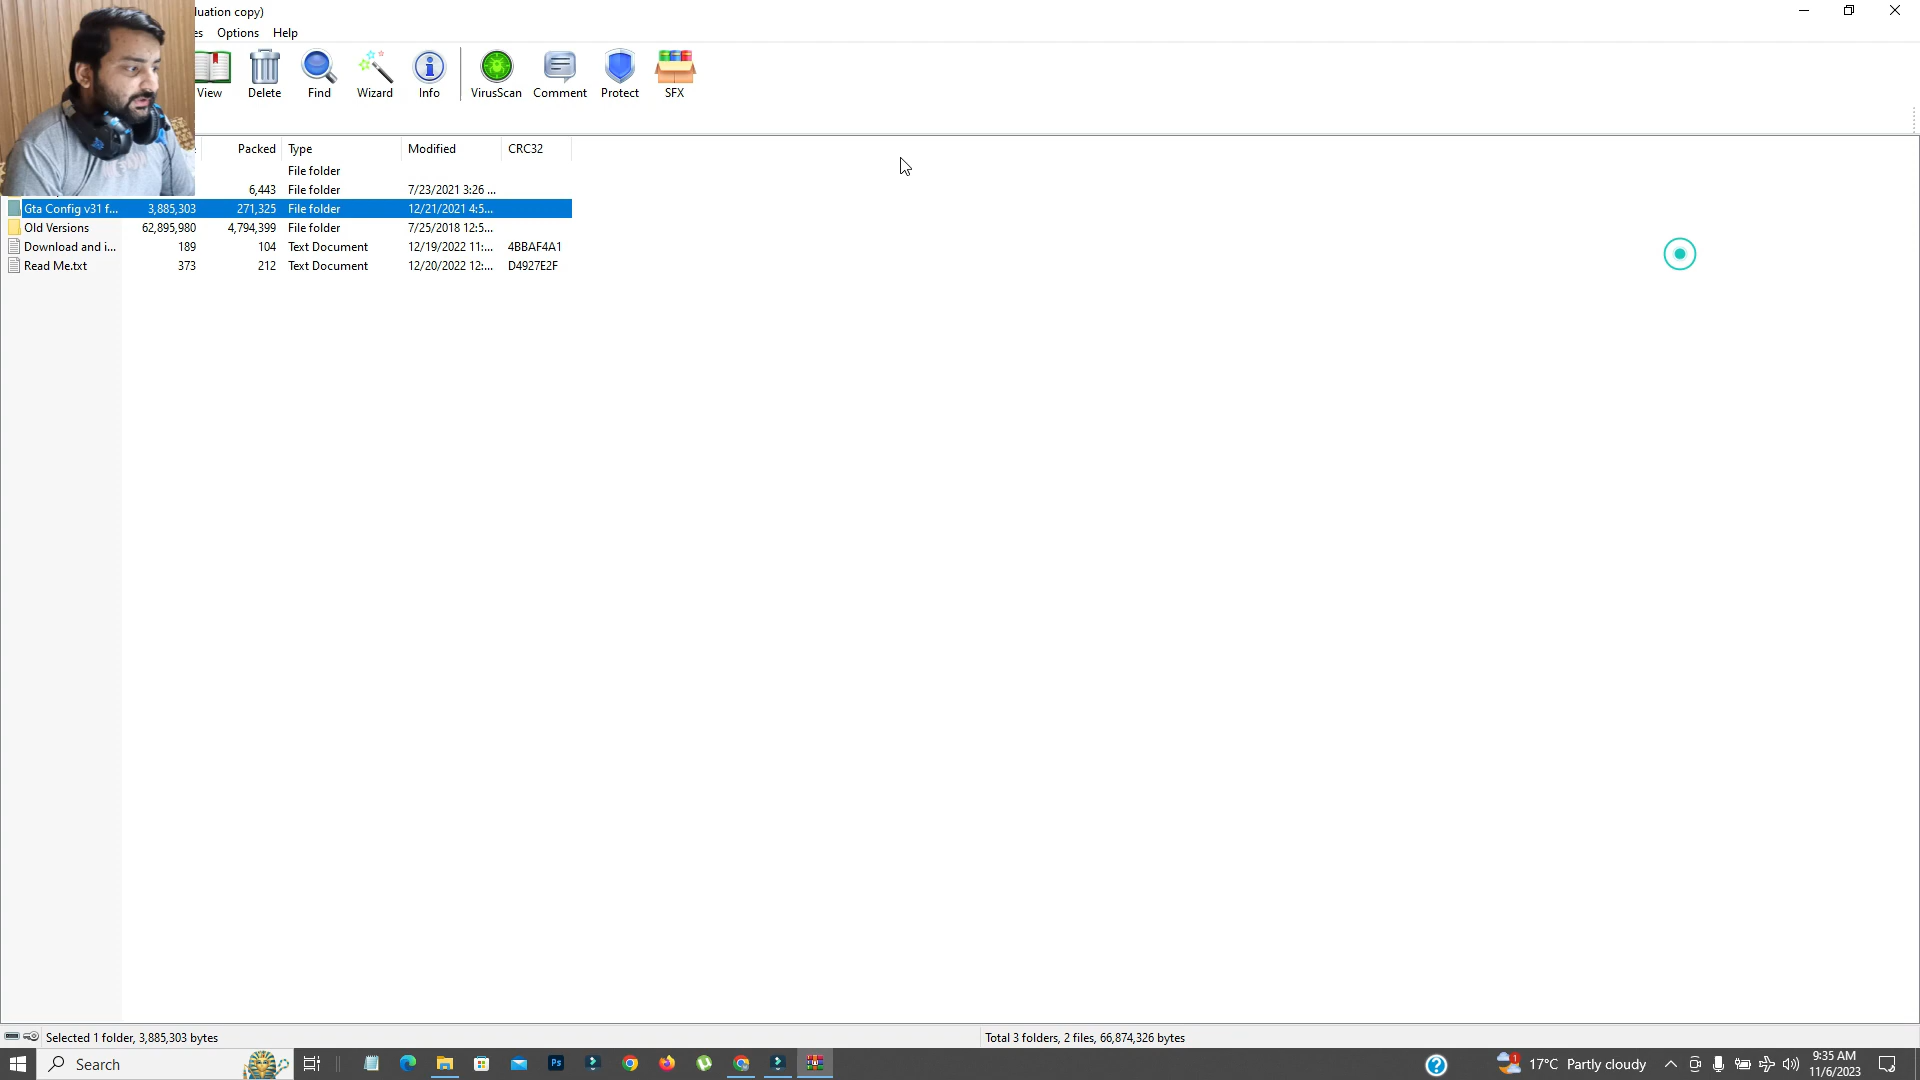 luation copy)
es Options Help
View Delete Find Wizard Info VirusScan Comment Protect SFX
Packed Type Modified CRC32
File folder
6,443 File folder 7/23/2021 3:26 ...
Gta Config v31 f... 3,885,303 271,325 File folder 12/21/2021 4:5...
Old Versions 62,895,980 4,794,399 File folder 7/25/2018 12:5...
Download and i... 189 104 Text Document 12/19/2022 11:... 4BBAF4A1
Read Me.txt 373 212 Text Document 12/20/2022 12:... D4927E2F
Selected 1 folder, 3,885,303 bytes Total 3 folders, 2 files, 66,874,326 bytes
Search Ps 1 17°C Partly cloudy 9:35 AM
11/6/2023